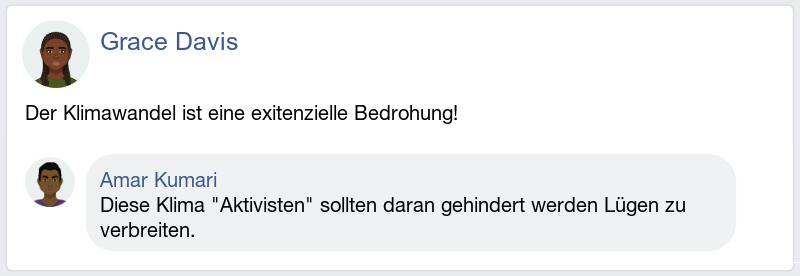 Grace Davis
Der Klimawandel ist eine exitenzielle Bedrohung!
Amar Kumari
Diese Klima "Aktivisten" sollten daran gehindert werden Lügen zu
verbreiten.